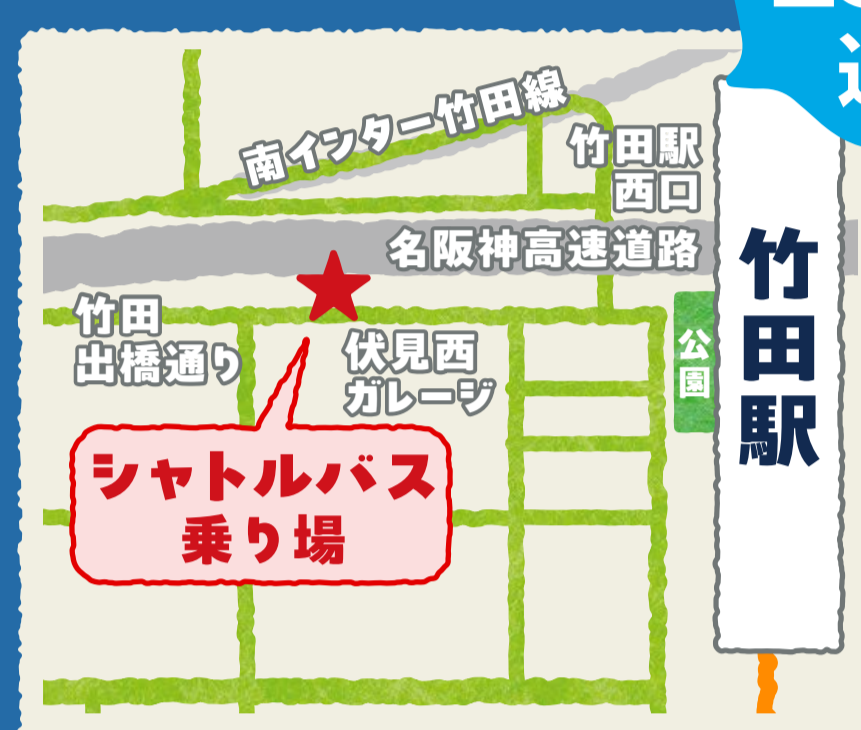 南インター竹田線
竹田駅
西口
名阪神高速道路
竹田
出橋通り
伏見西
ガレージ
公園
竹田駅
シャトルバス
乗り場